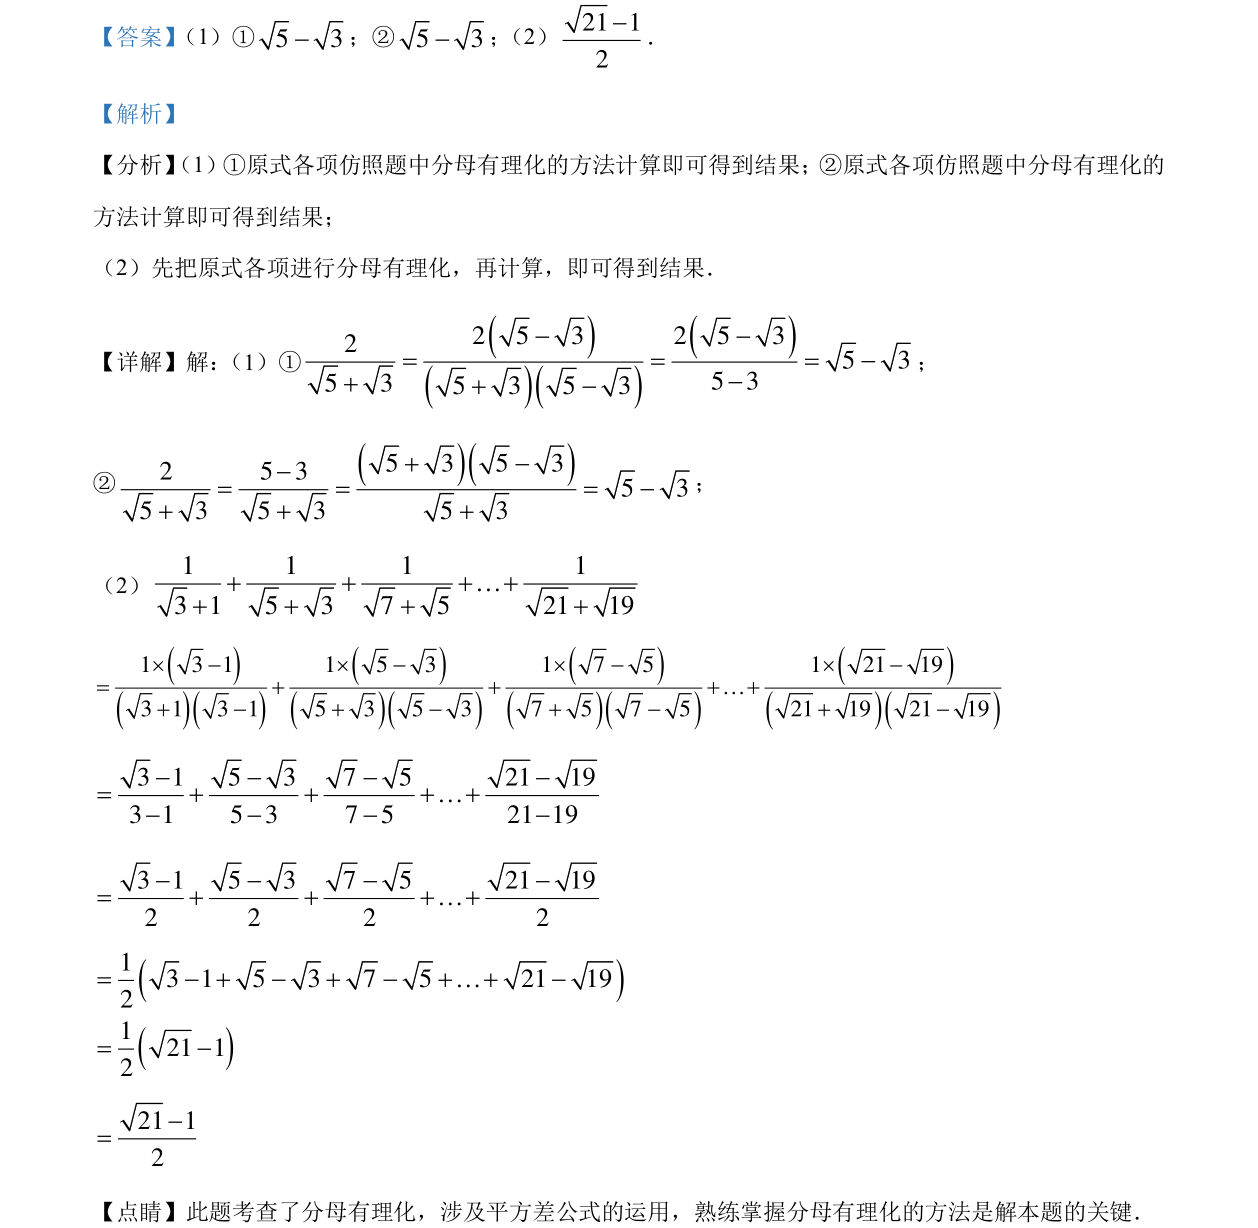 【答案】(1)①√5-√3；②√5-√3；(2)(√21-1)/2．
【解析】
【分析】(1)①原式各项仿照题中分母有理化的方法计算即可得到结果；②原式各项仿照题中分母有理化的
方法计算即可得到结果；
（2）先把原式各项进行分母有理化，再计算，即可得到结果．
【详解】解：（1）①2/(√5+√3)=2(√5-√3)/((√5+√3)(√5-√3))=2(√5-√3)/(5-3)=√5-√3；
②2/(√5+√3)=(5-3)/(√5+√3)=(√5+√3)(√5-√3)/(√5+√3)=√5-√3；
（2）1/(√3+1)+1/(√5+√3)+1/(√7+√5)+…+1/(√21+√19)
=1×(√3-1)/((√3+1)(√3-1))+1×(√5-√3)/((√5+√3)(√5-√3))+1×(√7-√5)/((√7+√5)(√7-√5))+…+1×(√21-√19)/((√21+√19)(√21-√19))
=(√3-1)/(3-1)+(√5-√3)/(5-3)+(√7-√5)/(7-5)+…+(√21-√19)/(21-19)
=(√3-1)/2+(√5-√3)/2+(√7-√5)/2+…+(√21-√19)/2
=1/2(√3-1+√5-√3+√7-√5+…+√21-√19)
=1/2(√21-1)
=(√21-1)/2
【点睛】此题考查了分母有理化，涉及平方差公式的运用，熟练掌握分母有理化的方法是解本题的关键．